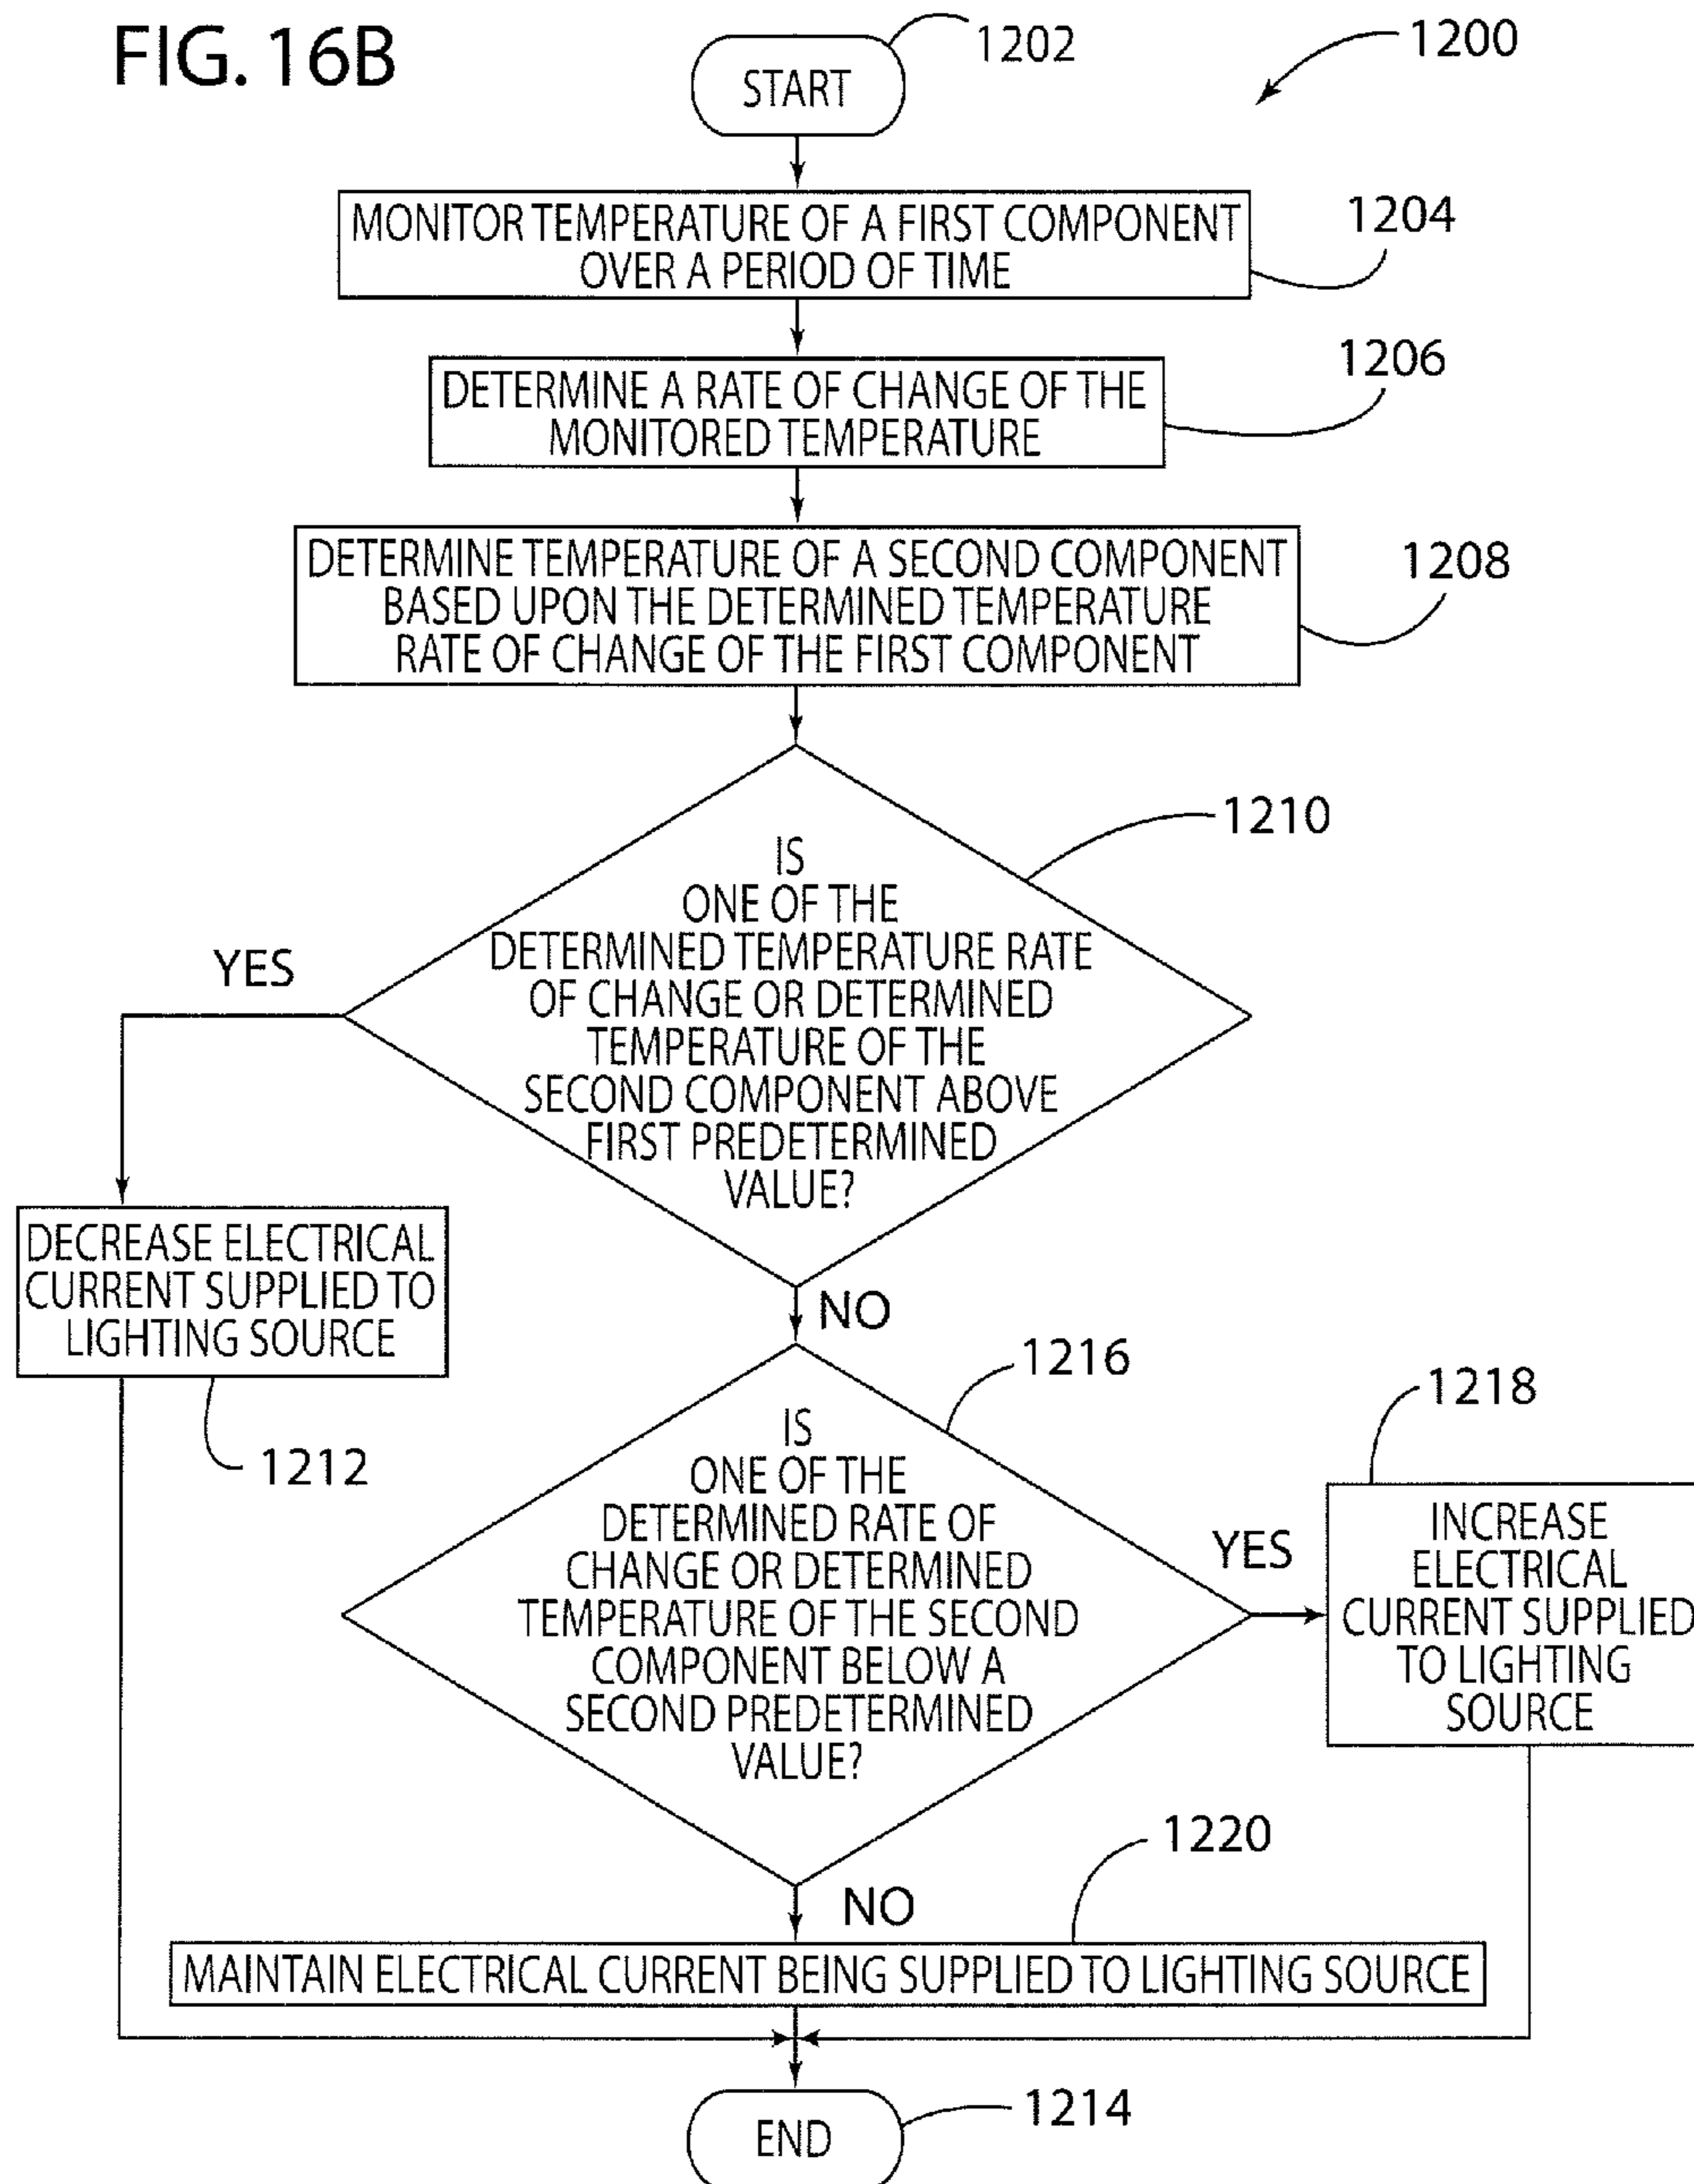 FIG. 16B
1202
1200
START
MONITOR TEMPERATURE OF A FIRST COMPONENT
OVER A PERIOD OF TIME
1204
DETERMINE A RATE OF CHANGE OF THE
MONITORED TEMPERATURE
1206
DETERMINE TEMPERATURE OF A SECOND COMPONENT
BASED UPON THE DETERMINED TEMPERATURE
RATE OF CHANGE OF THE FIRST COMPONENT
1208
1210
IS
ONE OF THE
DETERMINED TEMPERATURE RATE
OF CHANGE OR DETERMINED
TEMPERATURE OF THE
SECOND COMPONENT ABOVE
FIRST PREDETERMINED
VALUE?
YES
DECREASE ELECTRICAL
CURRENT SUPPLIED TO
LIGHTING SOURCE
1212
NO
1216
IS
ONE OF THE
DETERMINED RATE OF
CHANGE OR DETERMINED
TEMPERATURE OF THE SECOND
COMPONENT BELOW A
SECOND PREDETERMINED
VALUE?
YES
1218
INCREASE
ELECTRICAL
CURRENT SUPPLIED
TO LIGHTING
SOURCE
NO
1220
MAINTAIN ELECTRICAL CURRENT BEING SUPPLIED TO LIGHTING SOURCE
END
1214